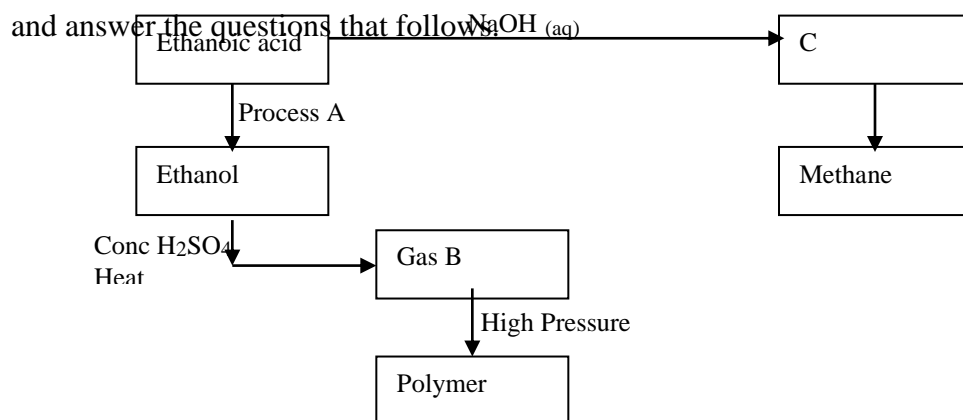 and answer the questions that follows.
NaOH (aq)
Ethanoic acid
C
Process A
Ethanol
Methane
Conc H2SO4
Heat
Gas B
High Pressure
Polymer